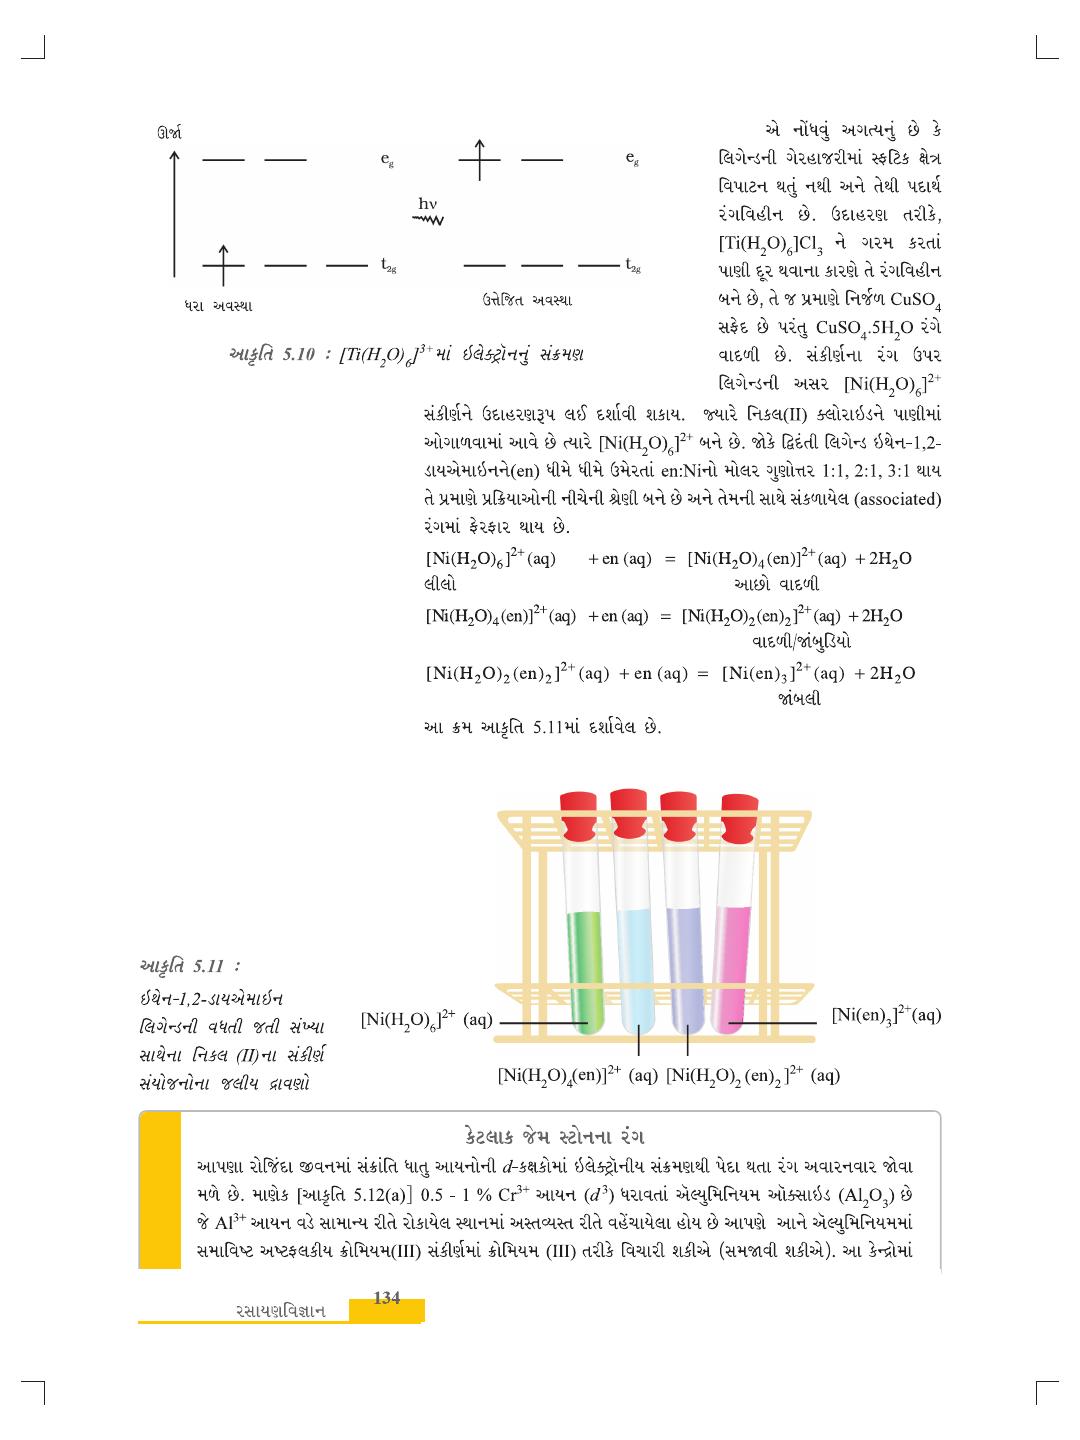 ઊર્જા
e_g e_g
hν
t_2g t_2g
ધરા અવસ્થા ઉત્તેજિત અવસ્થા
આકૃતિ 5.10 : [Ti(H₂O)₆]³⁺માં ઇલેક્ટ્રૉનનું સંક્રમણ
એ નોંધવું અગત્યનું છે કે
લિગેન્ડની ગેરહાજરીમાં સ્ફટિક ક્ષેત્ર
વિપાટન થતું નથી અને તેથી પદાર્થ
રંગવિહીન છે. ઉદાહરણ તરીકે,
[Ti(H₂O)₆]Cl₃ ને ગરમ કરતાં
પાણી દૂર થવાના કારણે તે રંગવિહીન
બને છે, તે જ પ્રમાણે નિર્જળ CuSO₄
સફેદ છે પરંતુ CuSO₄.5H₂O રંગે
વાદળી છે. સંકીર્ણના રંગ ઉપર
લિગેન્ડની અસર [Ni(H₂O)₆]²⁺
સંકીર્ણને ઉદાહરણરૂપ લઈ દર્શાવી શકાય. જ્યારે નિકલ(II) ક્લોરાઇડને પાણીમાં
ઓગાળવામાં આવે છે ત્યારે [Ni(H₂O)₆]²⁺ બને છે. જોકે દ્વિદંતી લિગેન્ડ ઇથેન-1,2-
ડાયએમાઇનને(en) ધીમે ધીમે ઉમેરતાં en:Niનો મોલર ગુણોત્તર 1:1, 2:1, 3:1 થાય
તે પ્રમાણે પ્રક્રિયાઓની નીચેની શ્રેણી બને છે અને તેમની સાથે સંકળાયેલ (associated)
રંગમાં ફેરફાર થાય છે.
[Ni(H₂O)₆]²⁺(aq) + en (aq) = [Ni(H₂O)₄(en)]²⁺(aq) + 2H₂O
લીલો આછો વાદળી
[Ni(H₂O)₄(en)]²⁺(aq) + en (aq) = [Ni(H₂O)₂(en)₂]²⁺(aq) + 2H₂O
વાદળી/જાંબુડિયો
[Ni(H₂O)₂(en)₂]²⁺(aq) + en (aq) = [Ni(en)₃]²⁺(aq) + 2H₂O
જાંબલી
આ ક્રમ આકૃતિ 5.11માં દર્શાવેલ છે.
આકૃતિ 5.11 :
ઇથેન-1,2-ડાયએમાઇન
લિગેન્ડની વધતી જતી સંખ્યા
સાથેના નિકલ (II)ના સંકીર્ણ
સંયોજનોના જલીય દ્રાવણો
[Ni(H₂O)₆]²⁺ (aq) [Ni(en)₃]²⁺(aq)
[Ni(H₂O)₄(en)]²⁺ (aq) [Ni(H₂O)₂(en)₂]²⁺ (aq)
કેટલાક જેમ સ્ટોનના રંગ
આપણા રોજિંદા જીવનમાં સંક્રાંતિ ધાતુ આયનોની d-કક્ષકોમાં ઇલેક્ટ્રૉનીય સંક્રમણથી પેદા થતા રંગ અવારનવાર જોવા
મળે છે. માણેક [આકૃતિ 5.12(a)] 0.5 - 1 % Cr³⁺ આયન (d³) ધરાવતાં ઍલ્યુમિનિયમ ઑક્સાઇડ (Al₂O₃) છે
જે Al³⁺ આયન વડે સામાન્ય રીતે રોકાયેલ સ્થાનમાં અસ્તવ્યસ્ત રીતે વહેંચાયેલા હોય છે આપણે આને ઍલ્યુમિનિયમમાં
સમાવિષ્ટ અષ્ટફલકીય ક્રોમિયમ(III) સંકીર્ણમાં ક્રોમિયમ (III) તરીકે વિચારી શકીએ (સમજાવી શકીએ). આ કેન્દ્રોમાં
રસાયણવિજ્ઞાન 134